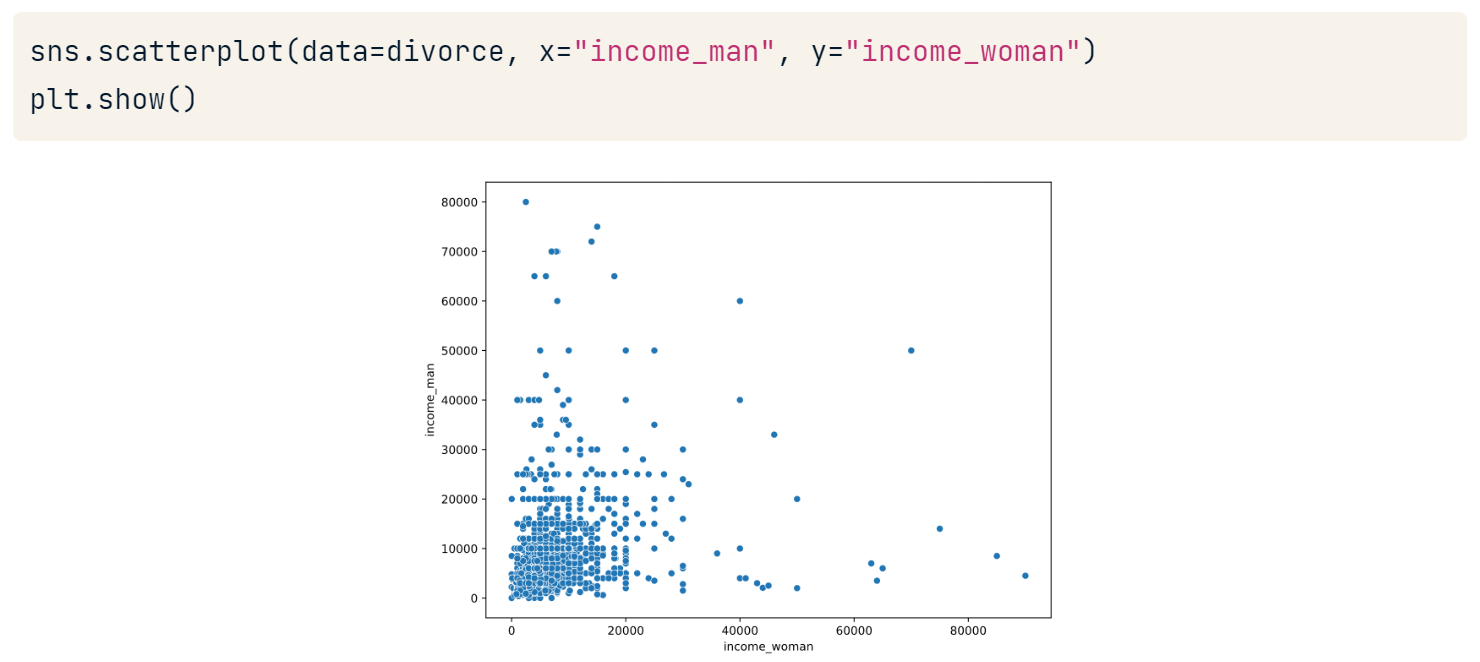 sns.scatterplot(data=divorce, x="income_man", y="income_woman")
plt.show()
80000
70000
60000
50000
40000
30000
20000
10000
0
income_man
0 20000 40000 60000 80000
income_woman